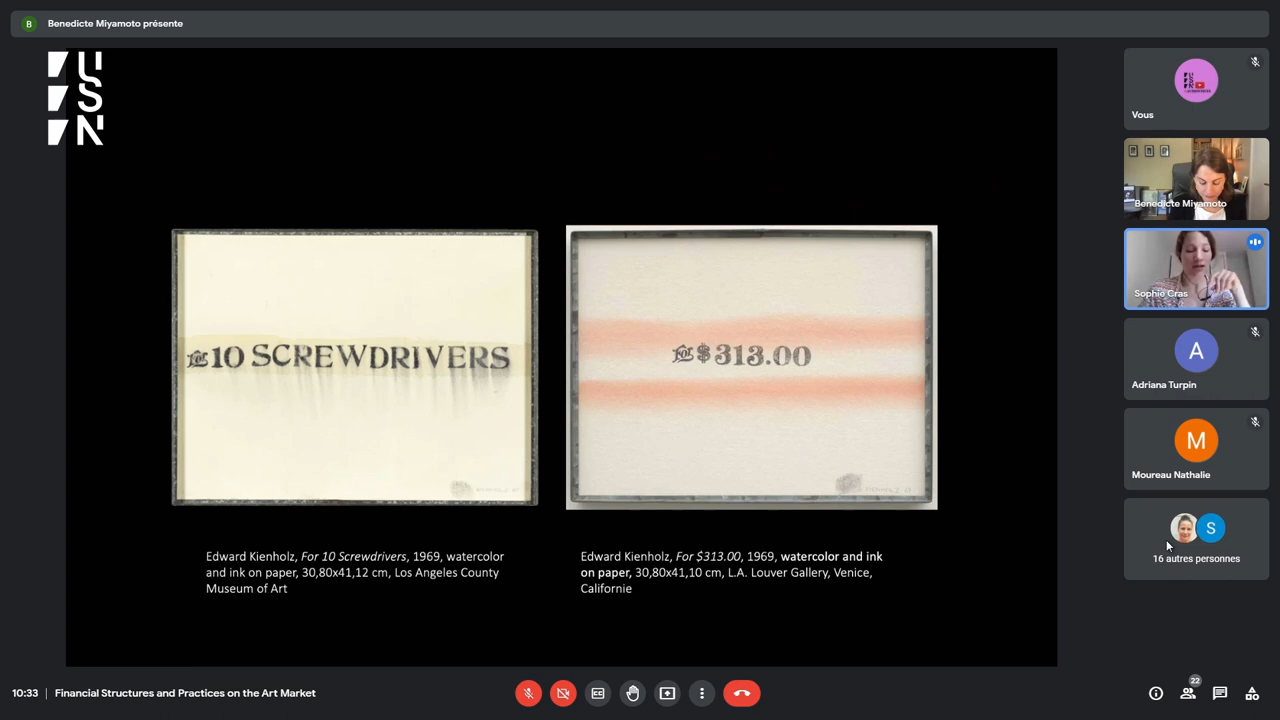 B
Benedicte Miyamoto présente
USN
For 10 SCREWDRIVERS
For $313.00
Edward Kienholz, For 10 Screwdrivers, 1969, watercolor
and ink on paper, 30,80x41,12 cm, Los Angeles County
Museum of Art
Edward Kienholz, For $313.00, 1969, watercolor and ink
on paper, 30,80x41,10 cm, L.A. Louver Gallery, Venice,
Californie
Vous
Benedicte Miyamoto
Sophie Cras
A
Adriana Turpin
M
Moureau Nathalie
S
16 autres personnes
10:33 | Financial Structures and Practices on the Art Market
22